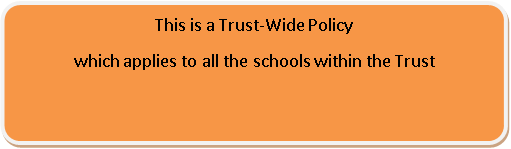 This is a Trust-Wide Policy
which applies to all the schools within the Trust